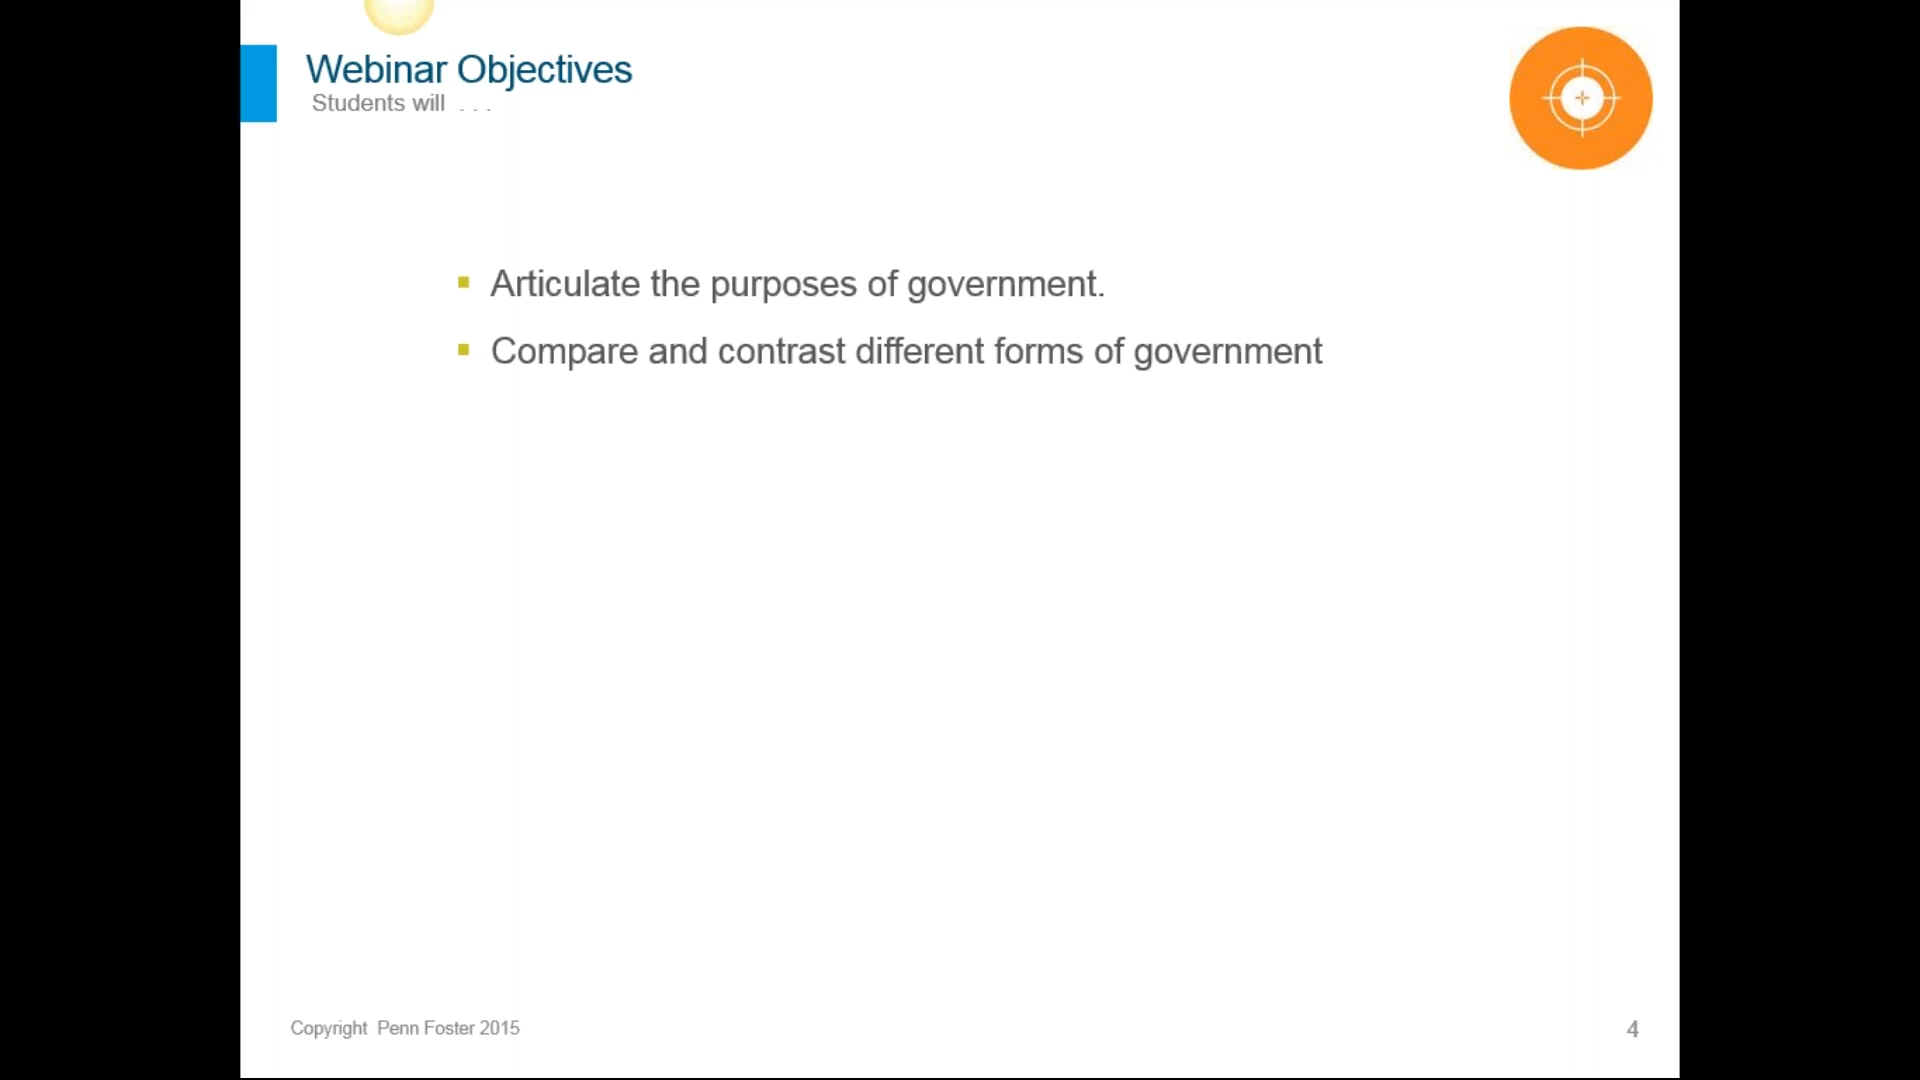 Webinar Objectives
Students will . . .
Articulate the purposes of government.
Compare and contrast different forms of government
Copyright Penn Foster 2015
4